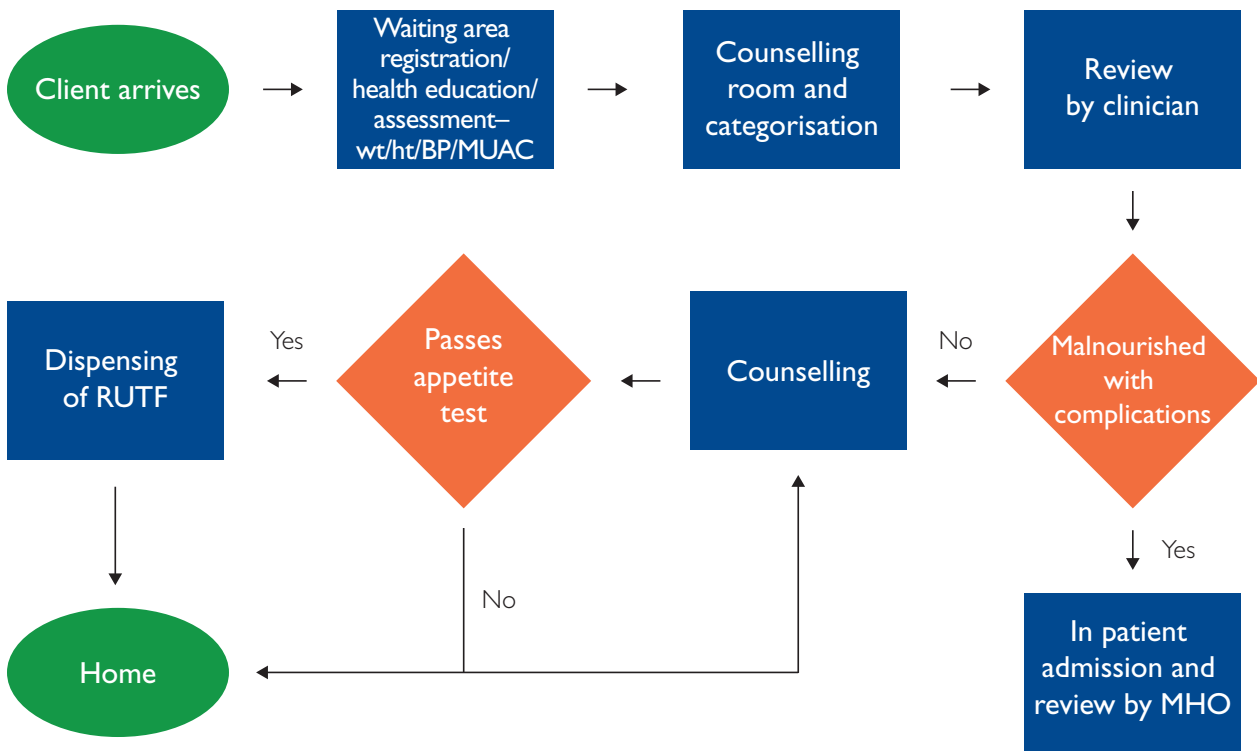 Client arrives
Waiting area
registration/
health education/
assessment–
wt/ht/BP/MUAC
Counselling
room and
categorisation
Review
by clinician
Malnourished
with
complications
No
Yes
Counselling
Passes
appetite
test
Yes
No
Dispensing
of RUTF
Home
In patient
admission and
review by MHO